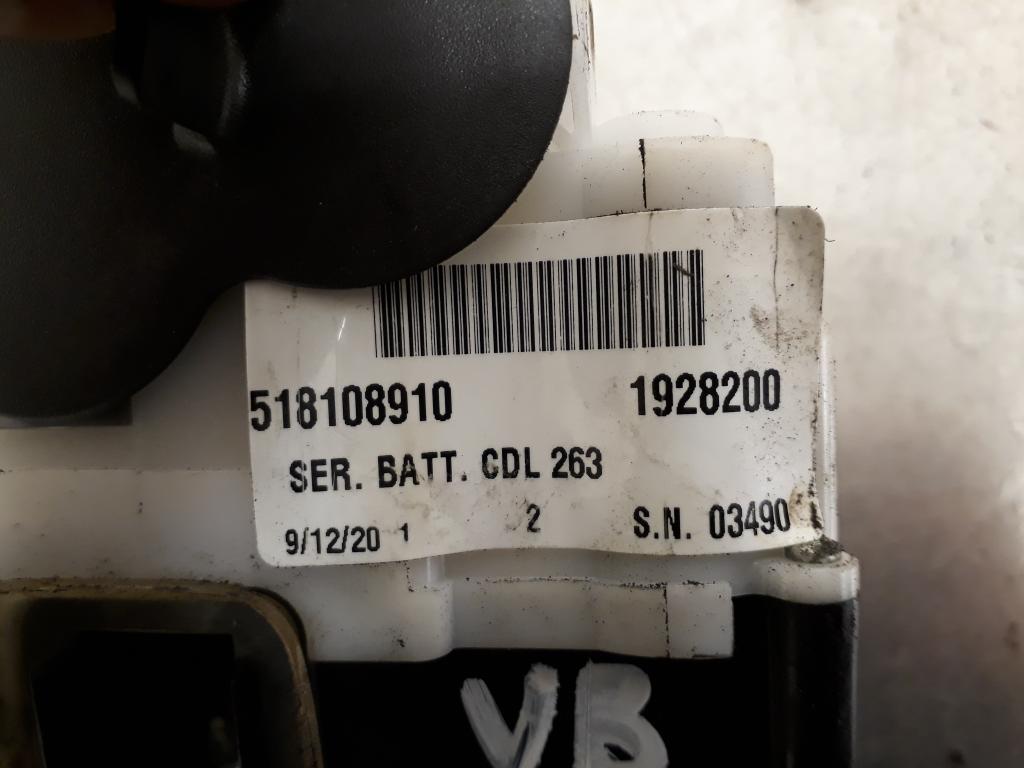 518108910 1928200
SER. BATT. CDL 263
9/12/20 1 2 S.N. 03490
VB